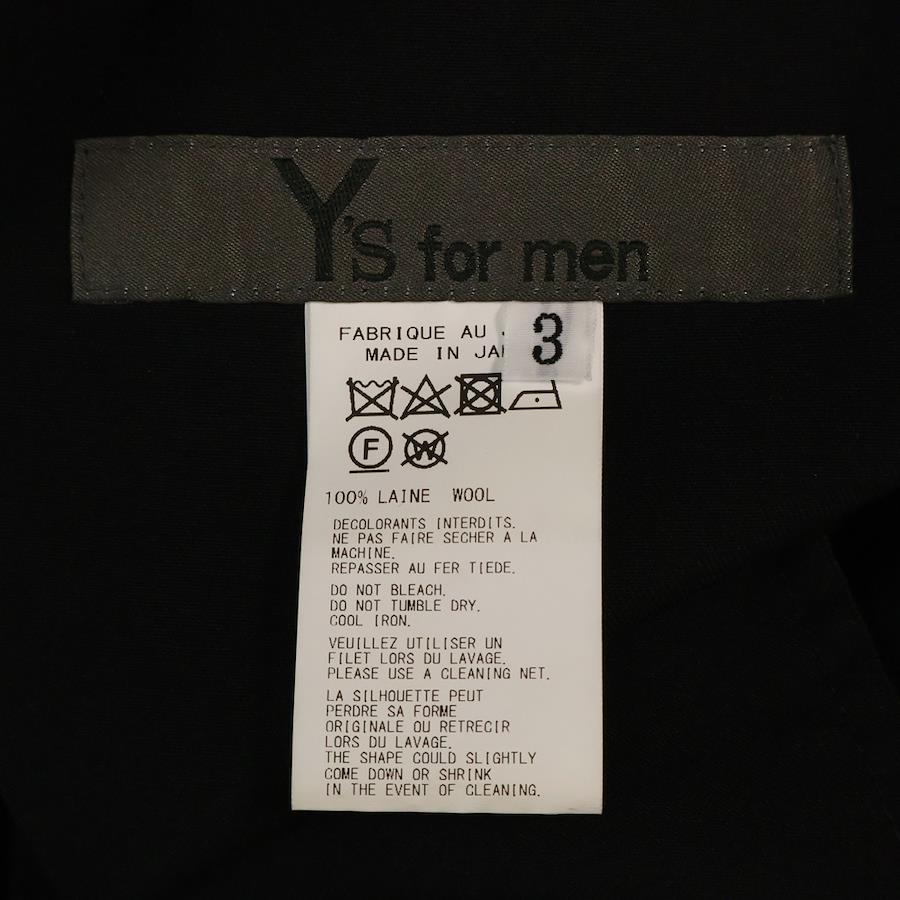 Y's for men
3
FABRIQUE AU
MADE IN
F
W
100% LAINE WOOL
DECOLORANTS INTERDITS.
NE PAS FAIRE SECHER A LA
MACHINE.
REPASSER AU FER TIEDE.
DO NOT BLEACH.
DO NOT TUMBLE DRY.
COOL IRON.
VEUILLEZ UTILISER UN
FILET LORS DU LAVAGE.
PLEASE USE A CLEANING NET.
LA SILHOUETTE PEUT
PERDRE SA FORME
ORIGINALE OU RETRECIR
LORS DU LAVAGE.
THE SHAPE COULD SLIGHTLY
COME DOWN OR SHRINK
IN THE EVENT OF CLEANING.